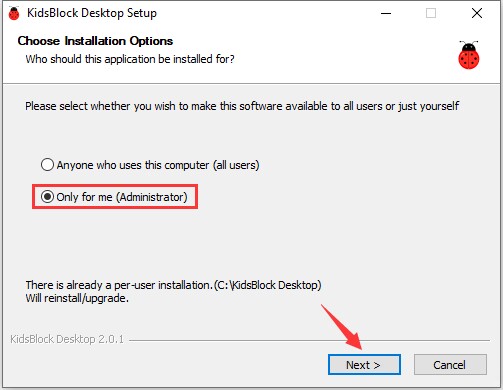 KidsBlock Desktop Setup
Choose Installation Options
Who should this application be installed for?
Please select whether you wish to make this software available to all users or just yourself
Anyone who uses this computer (all users)
Only for me (Administrator)
There is already a per-user installation.(C:\KidsBlock Desktop)
Will reinstall/upgrade.
KidsBlock Desktop 2.0.1
Next >
Cancel